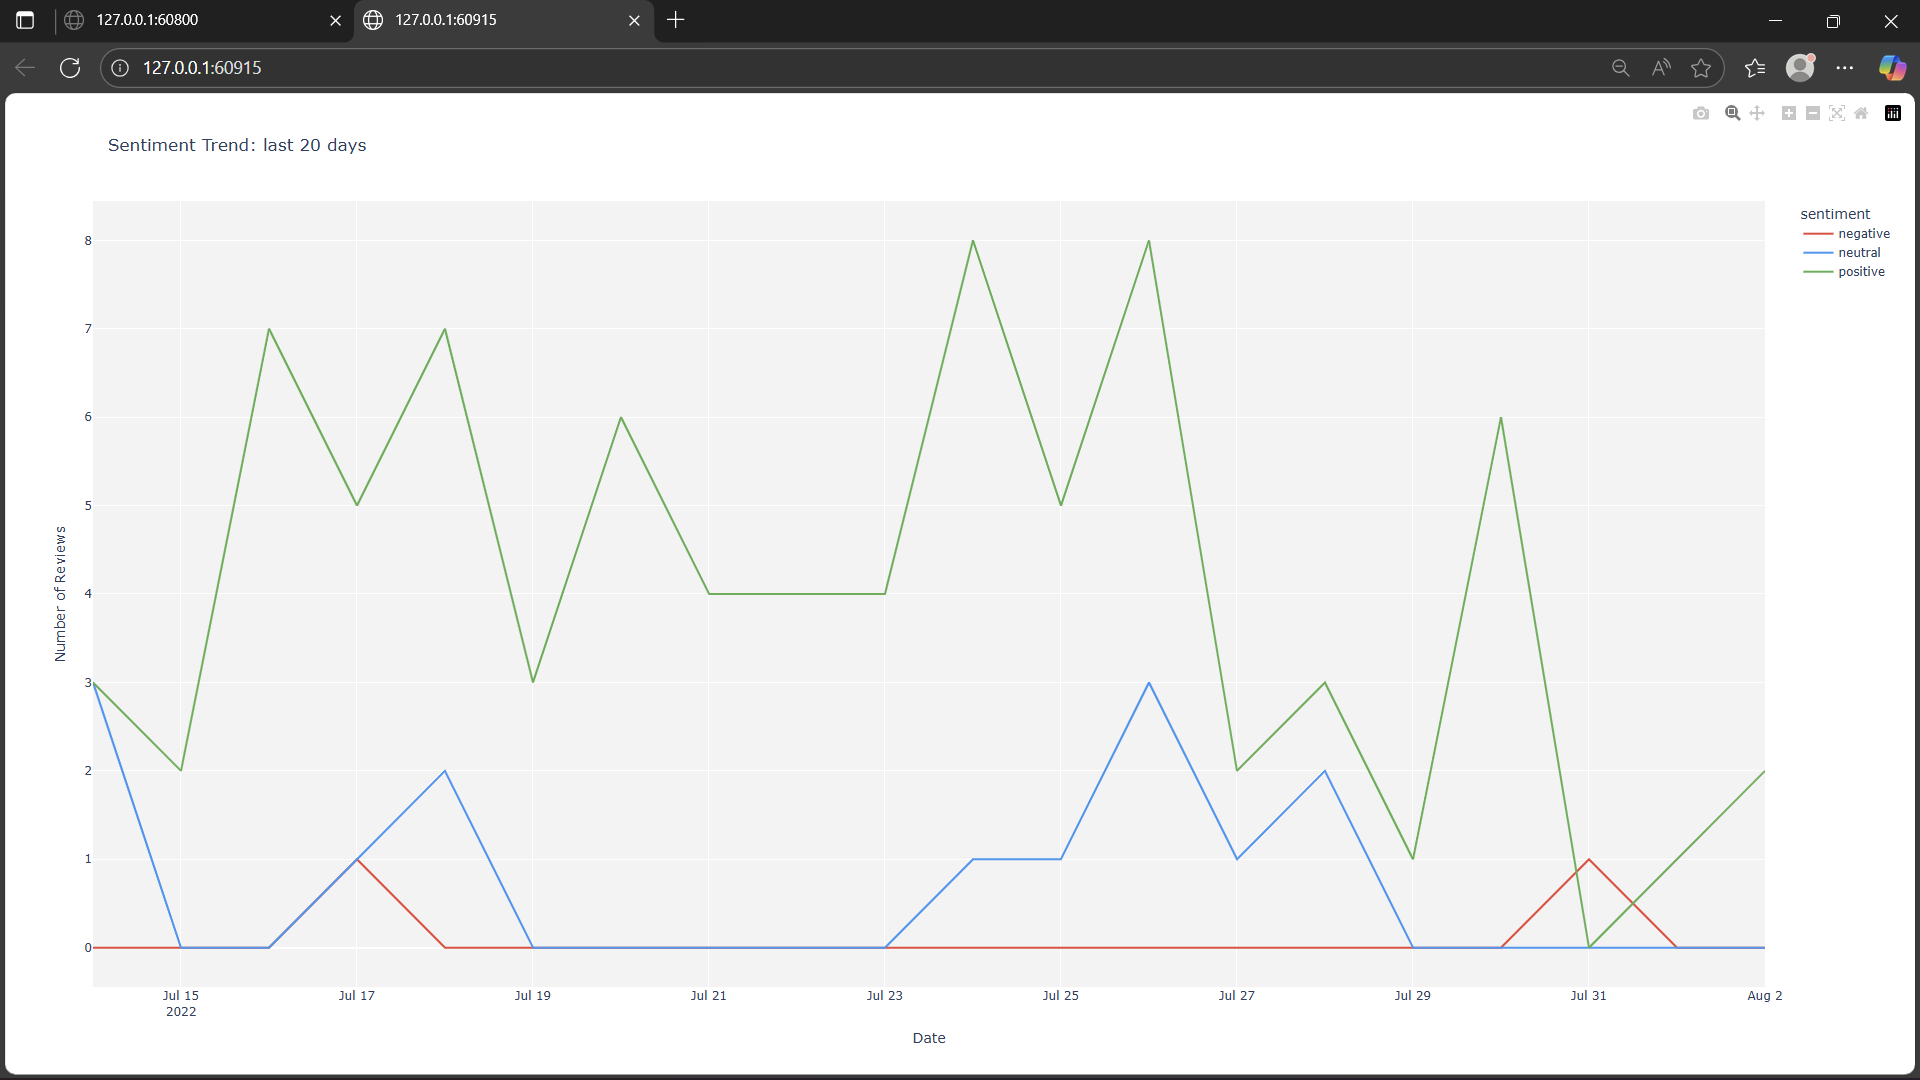 127.0.0.1:60800
127.0.0.1:60915
127.0.0.1:60915
Sentiment Trend: last 20 days
sentiment
negative
neutral
positive
8
7
6
5
4
3
2
1
0
Number of Reviews
Jul 15 Jul 17 Jul 19 Jul 21 Jul 23 Jul 25 Jul 27 Jul 29 Jul 31 Aug 2
2022
Date